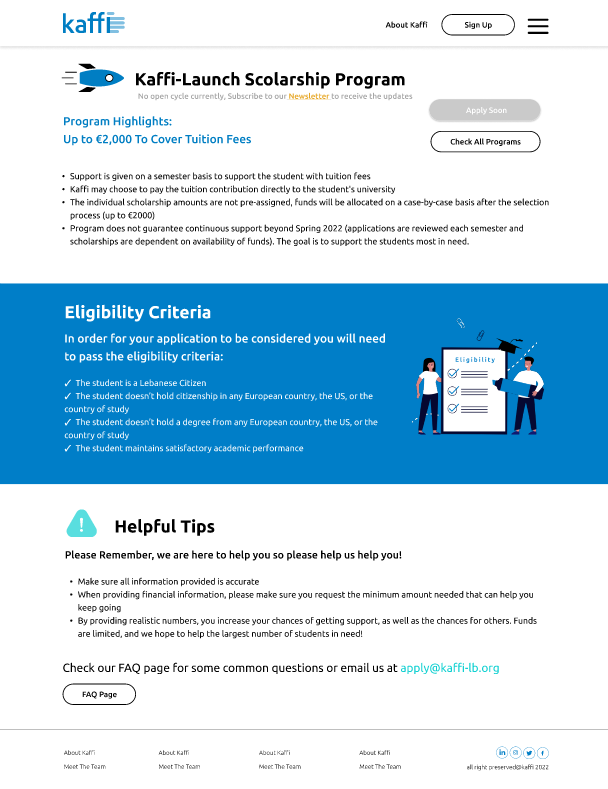 kaffi
About Kaffi
Sign Up
Kaffi-Launch Scolarship Program
No open cycle currently, Subscribe to our Newsletter to receive the updates
Apply Soon
Program Highlights:
Up to €2,000 To Cover Tuition Fees
Check All Programs
• Support is given on a semester basis to support the student with tuition fees
• Kaffi may choose to pay the tuition contribution directly to the student's university
• The individual scholarship amounts are not pre-assigned, funds will be allocated on a case-by-case basis after the selection
process (up to €2000)
• Program does not guarantee continuous support beyond Spring 2022 (applications are reviewed each semester and
scholarships are dependent on availability of funds). The goal is to support the students most in need.
Eligibility Criteria
In order for your application to be considered you will need
to pass the eligibility criteria:
✓ The student is a Lebanese Citizen
✓ The student doesn't hold citizenship in any European country, the US, or the
country of study
✓ The student doesn't hold a degree from any European country, the US, or the
country of study
✓ The student maintains satisfactory academic performance
Eligibility
Helpful Tips
Please Remember, we are here to help you so please help us help you!
• Make sure all information provided is accurate
• When providing financial information, please make sure you request the minimum amount needed that can help you
keep going
• By providing realistic numbers, you increase your chances of getting support, as well as the chances for others. Funds
are limited, and we hope to help the largest number of students in need!
Check our FAQ page for some common questions or email us at apply@kaffi-lb.org
FAQ Page
About Kaffi About Kaffi About Kaffi About Kaffi
Meet The Team Meet The Team Meet The Team Meet The Team
all right preserved@kaffi 2022